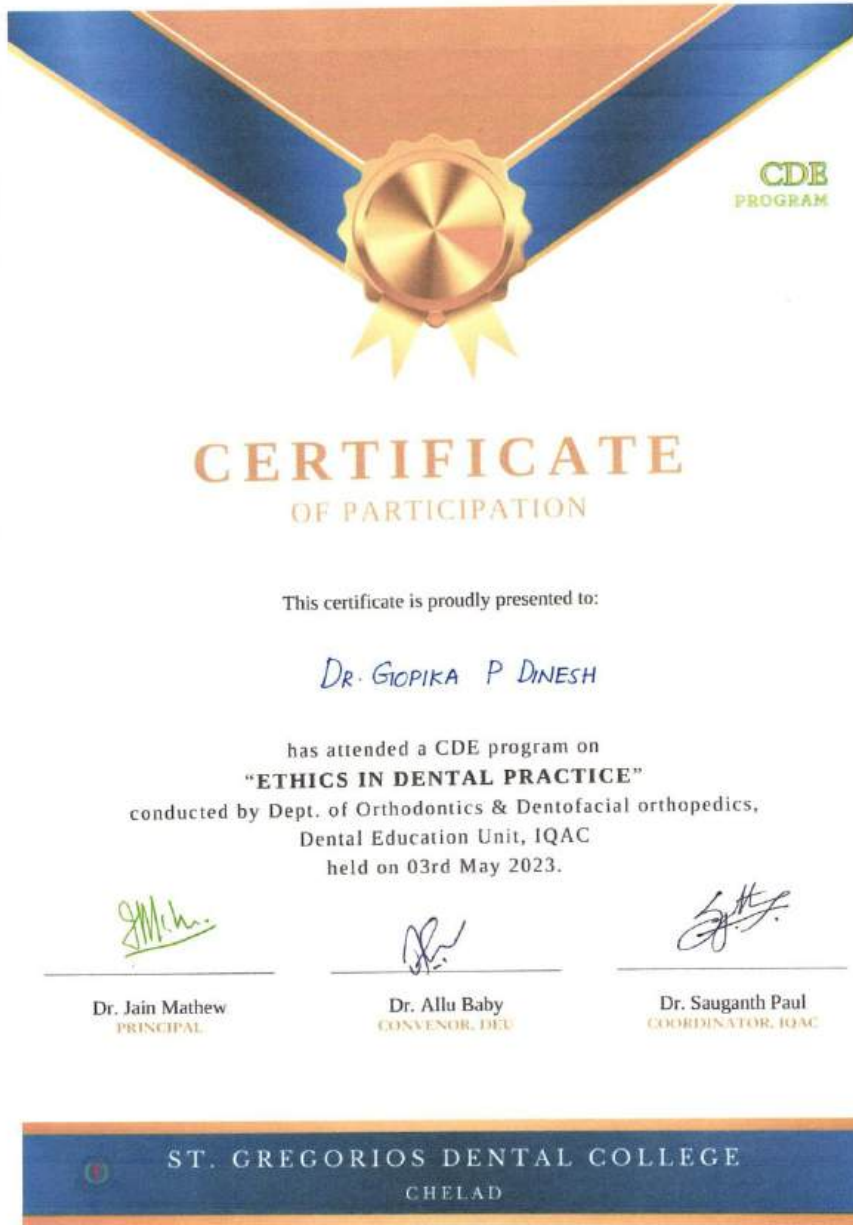 CDE
PROGRAM
CERTIFICATE
OF PARTICIPATION
This certificate is proudly presented to:
DR. GOPIKA P DINESH
has attended a CDE program on
“ETHICS IN DENTAL PRACTICE”
conducted by Dept. of Orthodontics & Dentofacial orthopedics,
Dental Education Unit, IQAC
held on 03rd May 2023.
Dr. Jain Mathew
PRINCIPAL
Dr. Allu Baby
CONVENOR, DEU
Dr. Sauganth Paul
COORDINATOR, IQAC
ST. GREGORIOS DENTAL COLLEGE
CHELAD